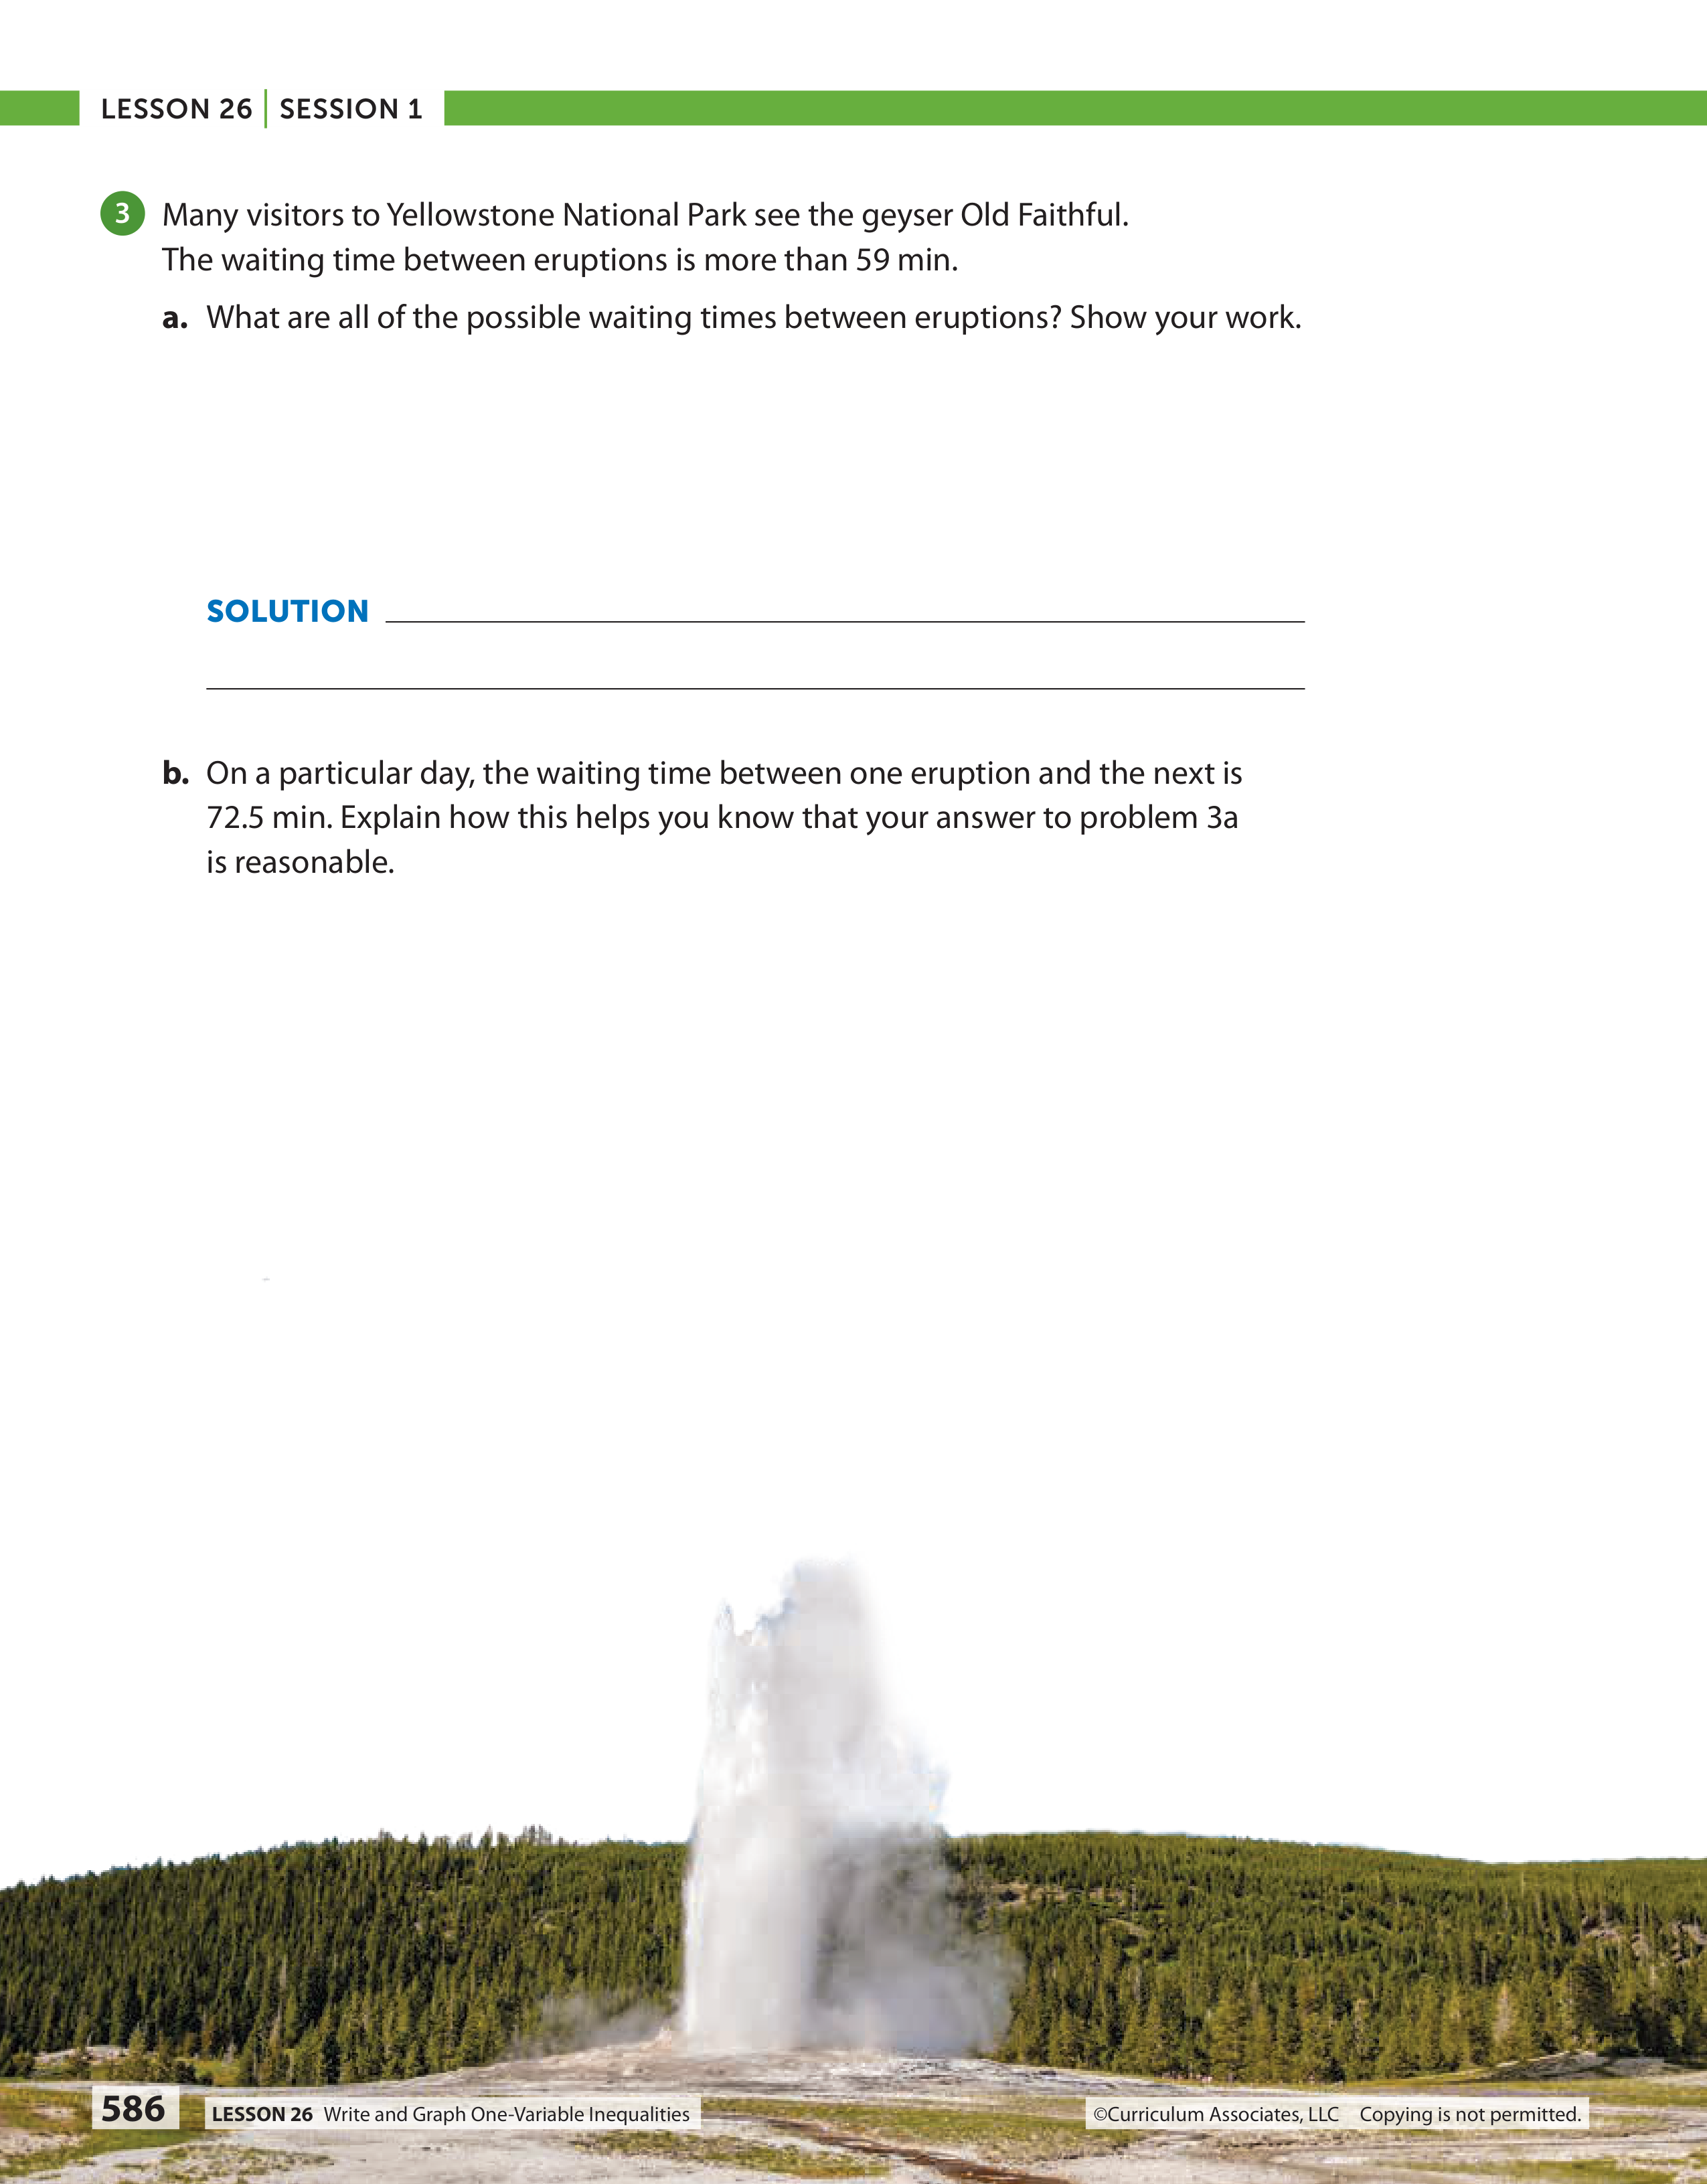 LESSON 26 | SESSION 1
3 Many visitors to Yellowstone National Park see the geyser Old Faithful.
The waiting time between eruptions is more than 59 min.
a. What are all of the possible waiting times between eruptions? Show your work.
SOLUTION
b. On a particular day, the waiting time between one eruption and the next is
72.5 min. Explain how this helps you know that your answer to problem 3a
is reasonable.
586 LESSON 26 Write and Graph One-Variable Inequalities ©Curriculum Associates, LLC Copying is not permitted.